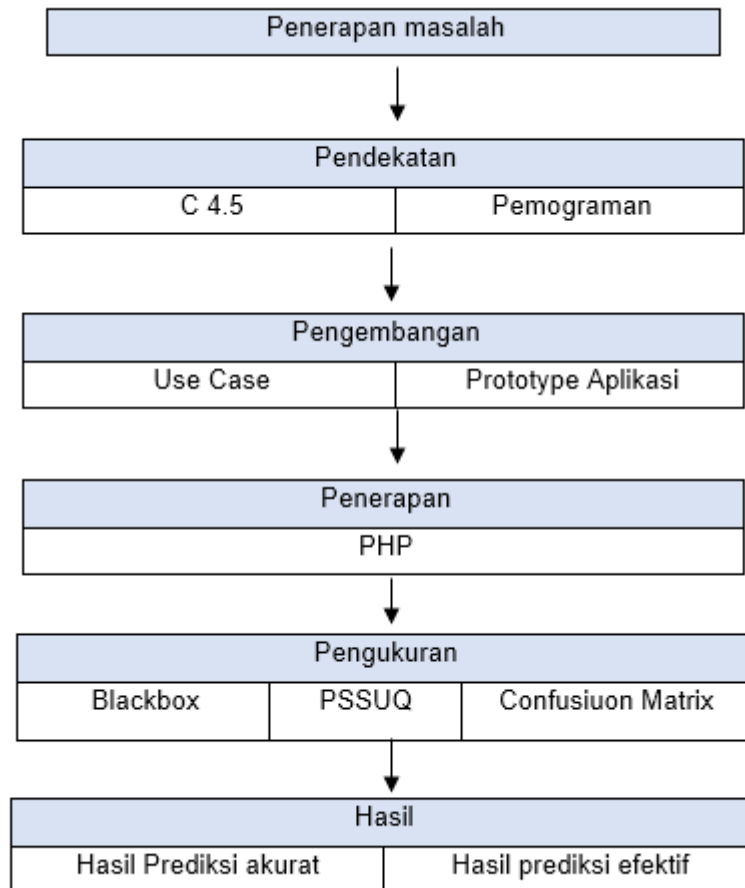 Penerapan masalah
Pendekatan
C 4.5 Pemograman
Pengembangan
Use Case Prototype Aplikasi
Penerapan
PHP
Pengukuran
Blackbox PSSUQ Confusiuon Matrix
Hasil
Hasil Prediksi akurat Hasil prediksi efektif